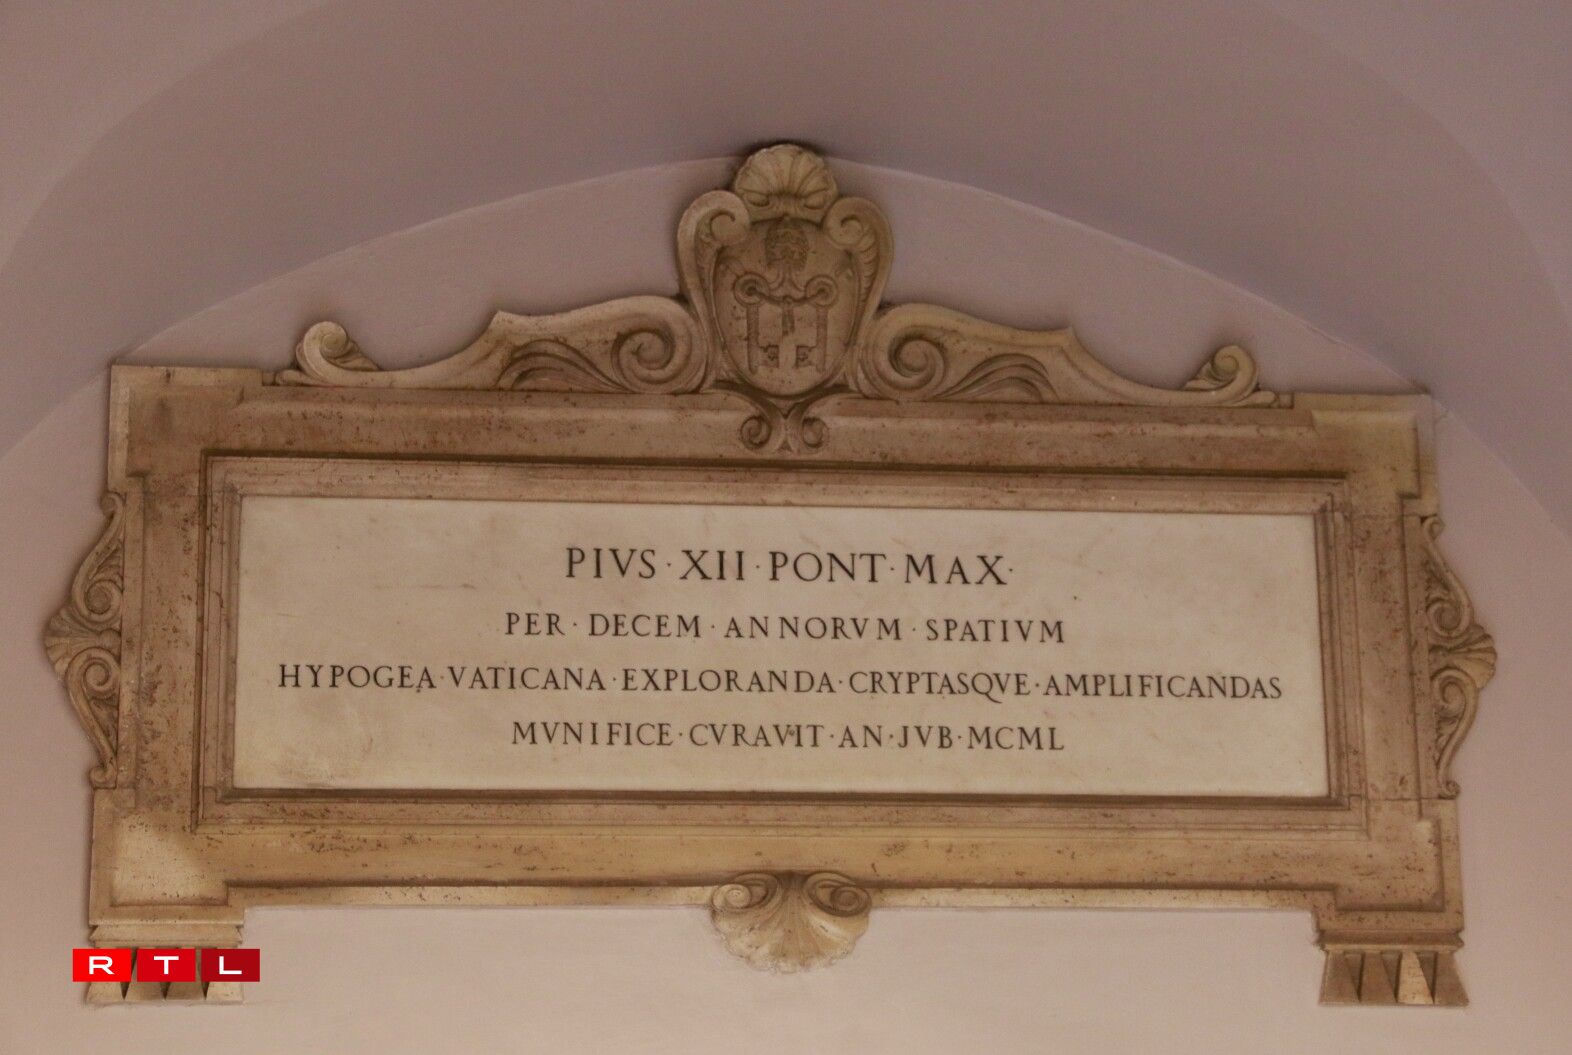 PIVS·XII·PONT·MAX·
PER·DECEM·ANNORVM·SPATIVM
HYPOGEA·VATICANA·EXPLORANDA·CRYPTASQVE·AMPLIFICANDAS
MVNIFICE·CVRAVIT·AN·JVB·MCML
RTL